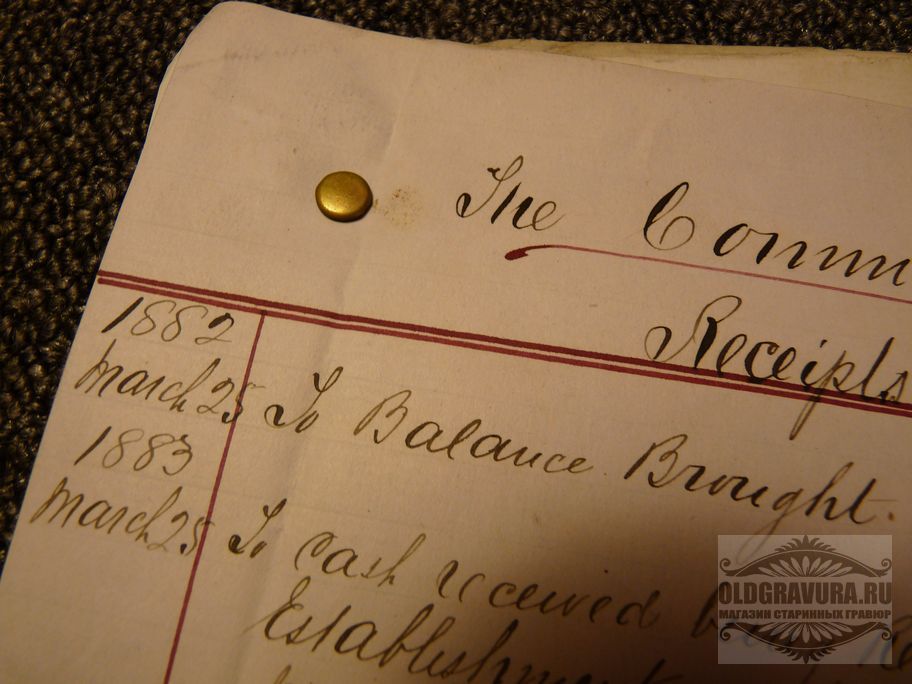 The Comm
Receipts
1882
March 25 To Balance Brought.
1883
March 25 To cash received
Establishment
OLDGRAVURA.RU
МАГАЗИН СТАРИННЫХ ГРАВЮР